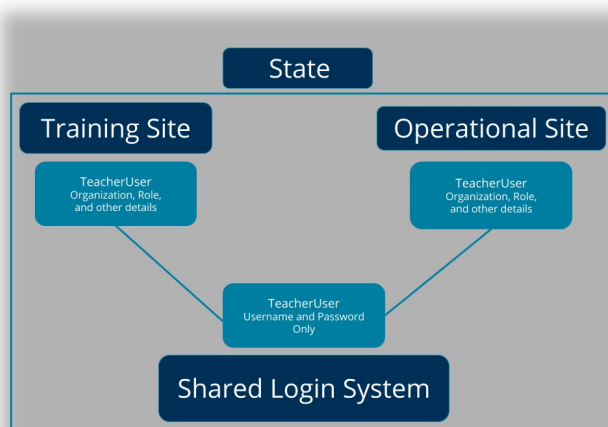 State
Training Site
Operational Site
TeacherUser
Organization, Role,
and other details
TeacherUser
Organization, Role,
and other details
TeacherUser
Username and Password
Only
Shared Login System